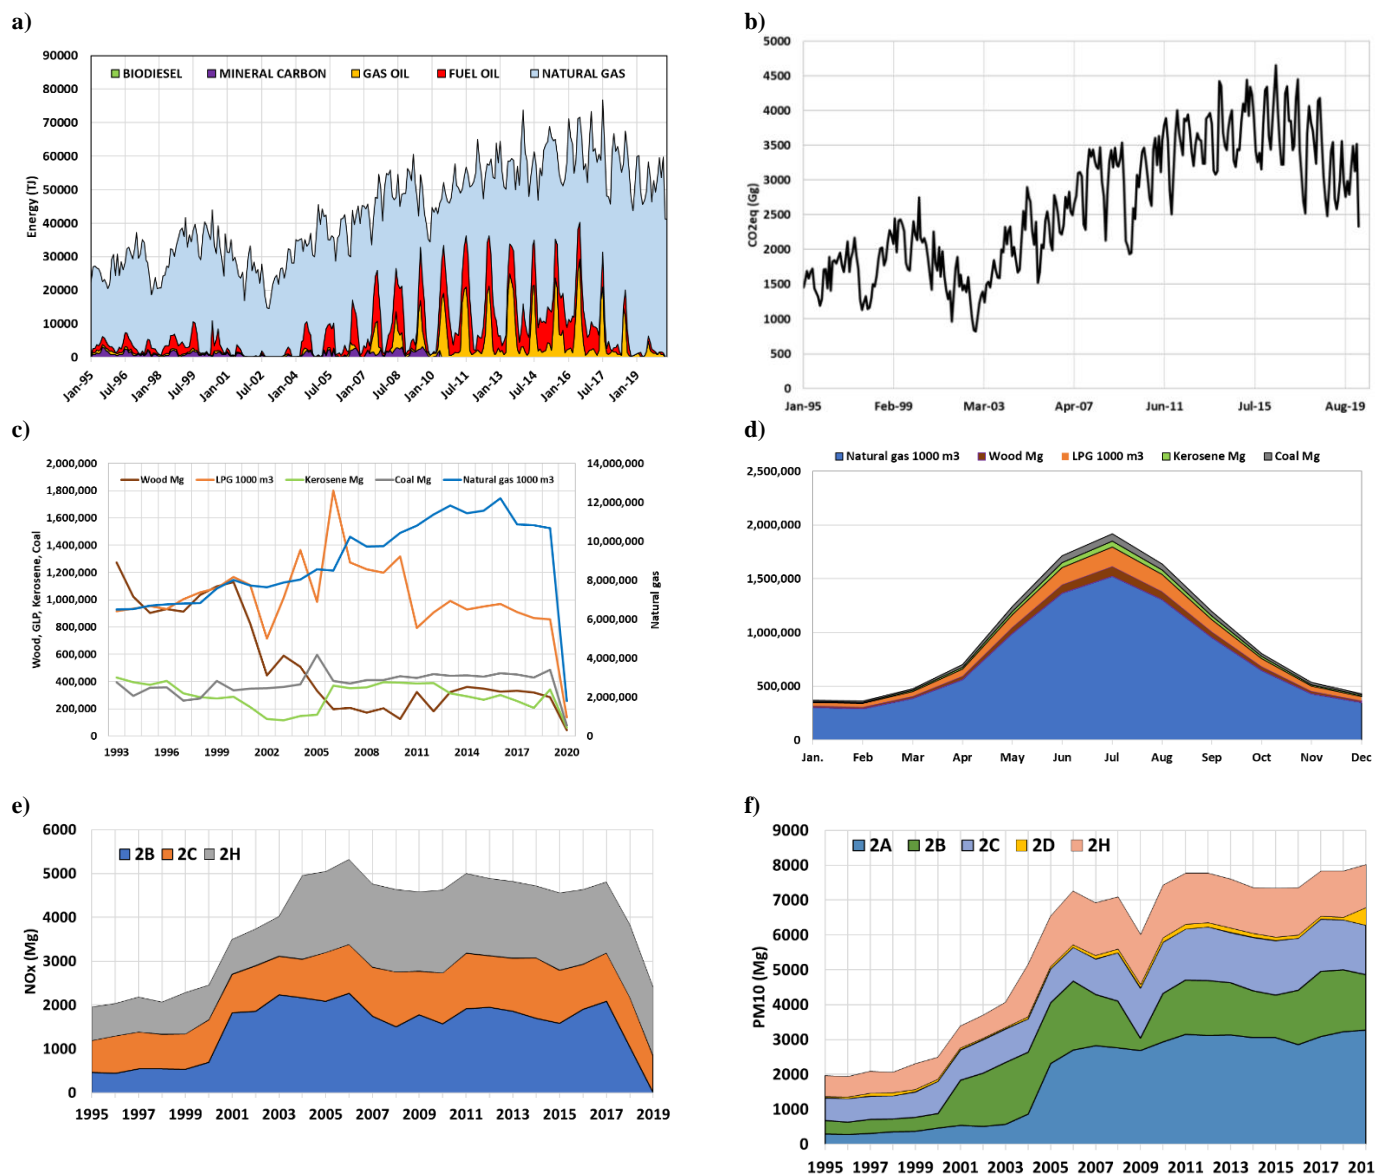 a)
90000
80000
70000
60000
50000
40000
30000
20000
10000
0
Energy (TJ)
BIODIESEL MINERAL CARBON GAS OIL FUEL OIL NATURAL GAS
Jan-95 Jul-96 Jan-98 Jul-99 Jan-01 Jul-02 Jan-04 Jul-05 Jan-07 Jul-08 Jan-10 Jul-11 Jan-13 Jul-14 Jan-16 Jul-17 Jan-19
b)
5000
4500
4000
3500
3000
2500
2000
1500
1000
500
0
CO2eq (Gg)
Jan-95 Feb-99 Mar-03 Apr-07 Jun-11 Jul-15 Aug-19
c)
2,000,000
1,800,000
1,600,000
1,400,000
1,200,000
1,000,000
800,000
600,000
400,000
200,000
0
Wood, GLP, Kerosene, Coal
Wood Mg LPG 1000 m3 Kerosene Mg Coal Mg Natural gas 1000 m3
14,000,000
12,000,000
10,000,000
8,000,000
6,000,000
4,000,000
2,000,000
0
Natural gas
1993 1996 1999 2002 2005 2008 2011 2014 2017 2020
d)
Natural gas 1000 m3 Wood Mg LPG 1000 m3 Kerosene Mg Coal Mg
2,500,000
2,000,000
1,500,000
1,000,000
500,000
0
Jan. Feb Mar Apr May Jun Jul Aug Sep Oct Nov Dec
e)
6000
5000
4000
3000
2000
1000
0
NOx (Mg)
2B 2C 2H
1995 1997 1999 2001 2003 2005 2007 2009 2011 2013 2015 2017 2019
f)
9000
8000
7000
6000
5000
4000
3000
2000
1000
0
PM10 (Mg)
2A 2B 2C 2D 2H
1995 1997 1999 2001 2003 2005 2007 2009 2011 2013 2015 2017 201